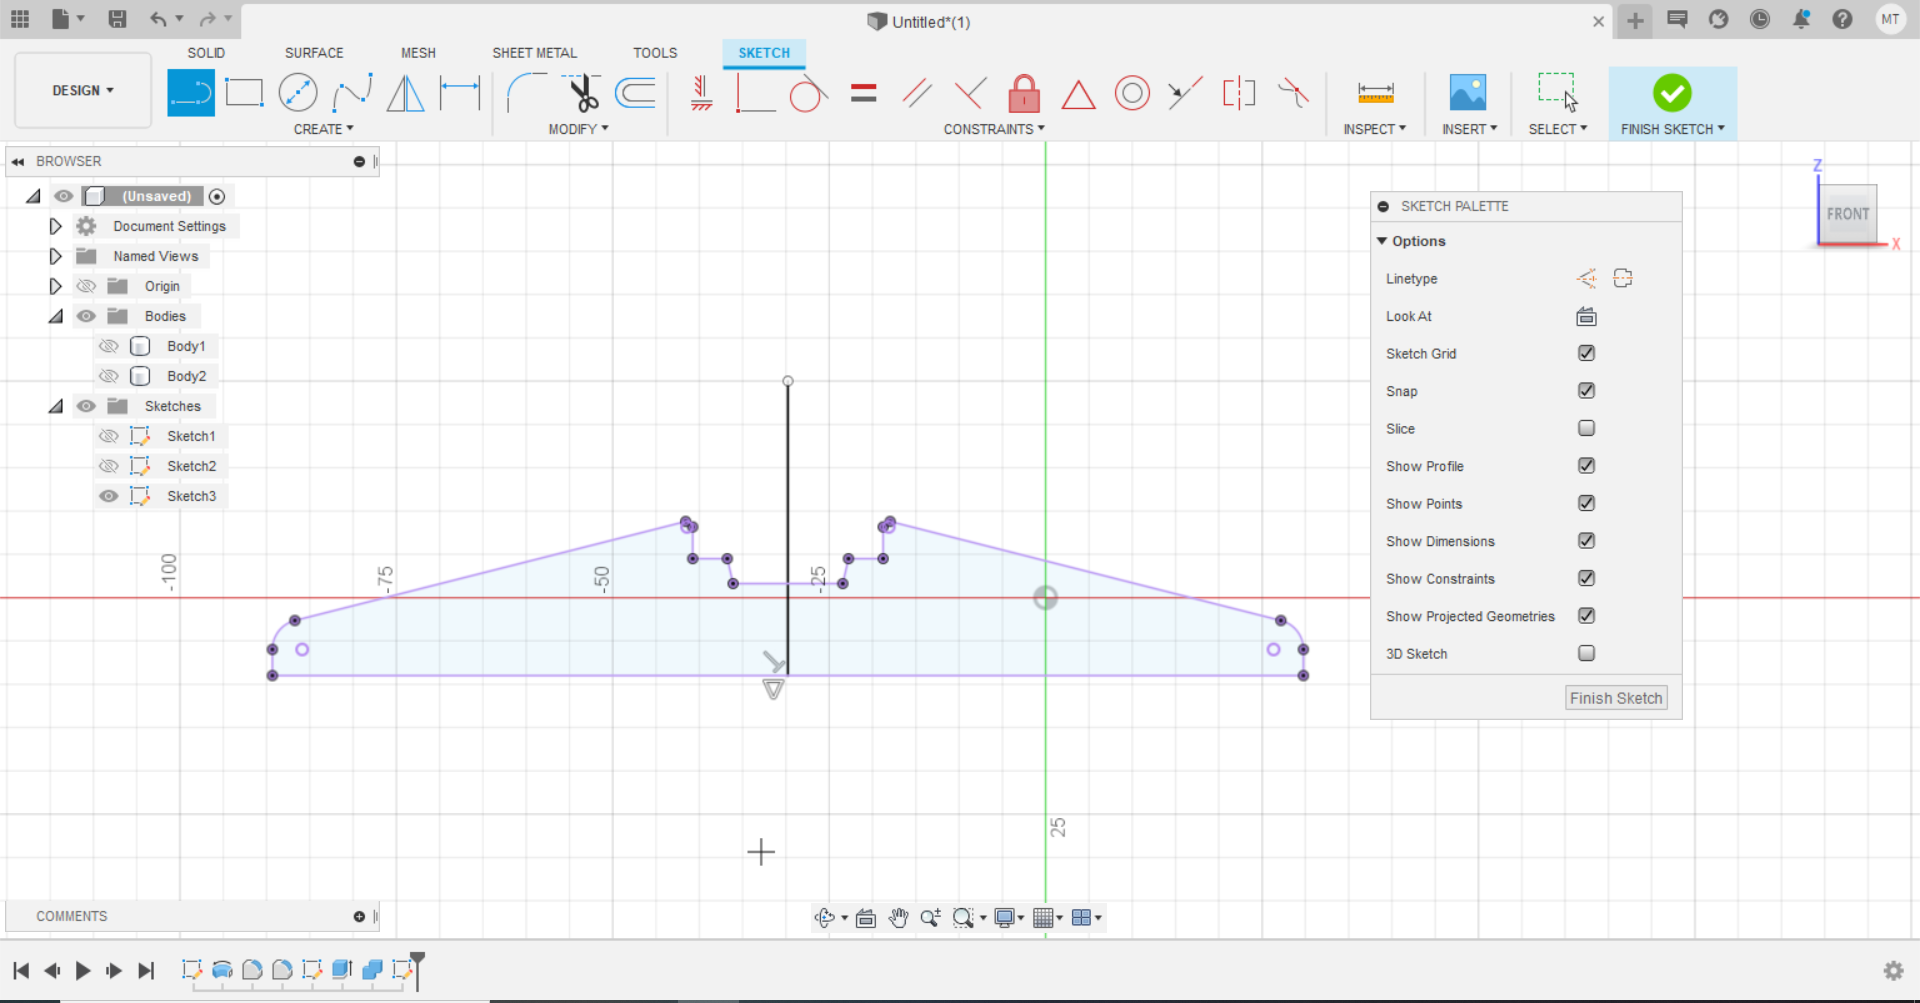 Untitled*(1)
MT
SOLID SURFACE MESH SHEET METAL TOOLS SKETCH
DESIGN
CREATE MODIFY CONSTRAINTS INSPECT INSERT SELECT FINISH SKETCH
BROWSER
(Unsaved)
Document Settings
Named Views
Origin
Bodies
Body1
Body2
Sketches
Sketch1
Sketch2
Sketch3
Z
FRONT
X
SKETCH PALETTE
Options
Linetype
Look At
Sketch Grid
Snap
Slice
Show Profile
Show Points
Show Dimensions
Show Constraints
Show Projected Geometries
3D Sketch
Finish Sketch
-100
-75
-50
-25
25
COMMENTS